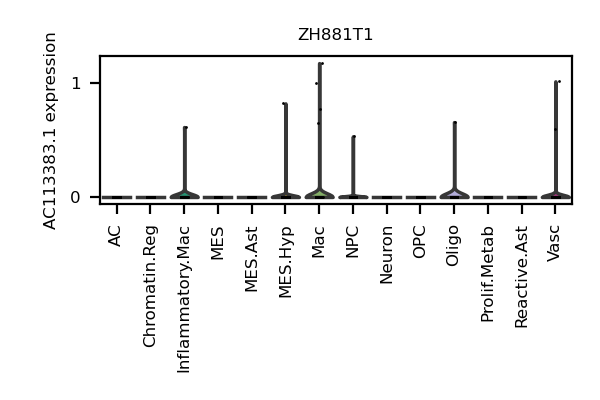 ZH881T1
AC113383.1 expression
1
0
AC
Chromatin.Reg
Inflammatory.Mac
MES
MES.Ast
MES.Hyp
Mac
NPC
Neuron
OPC
Oligo
Prolif.Metab
Reactive.Ast
Vasc